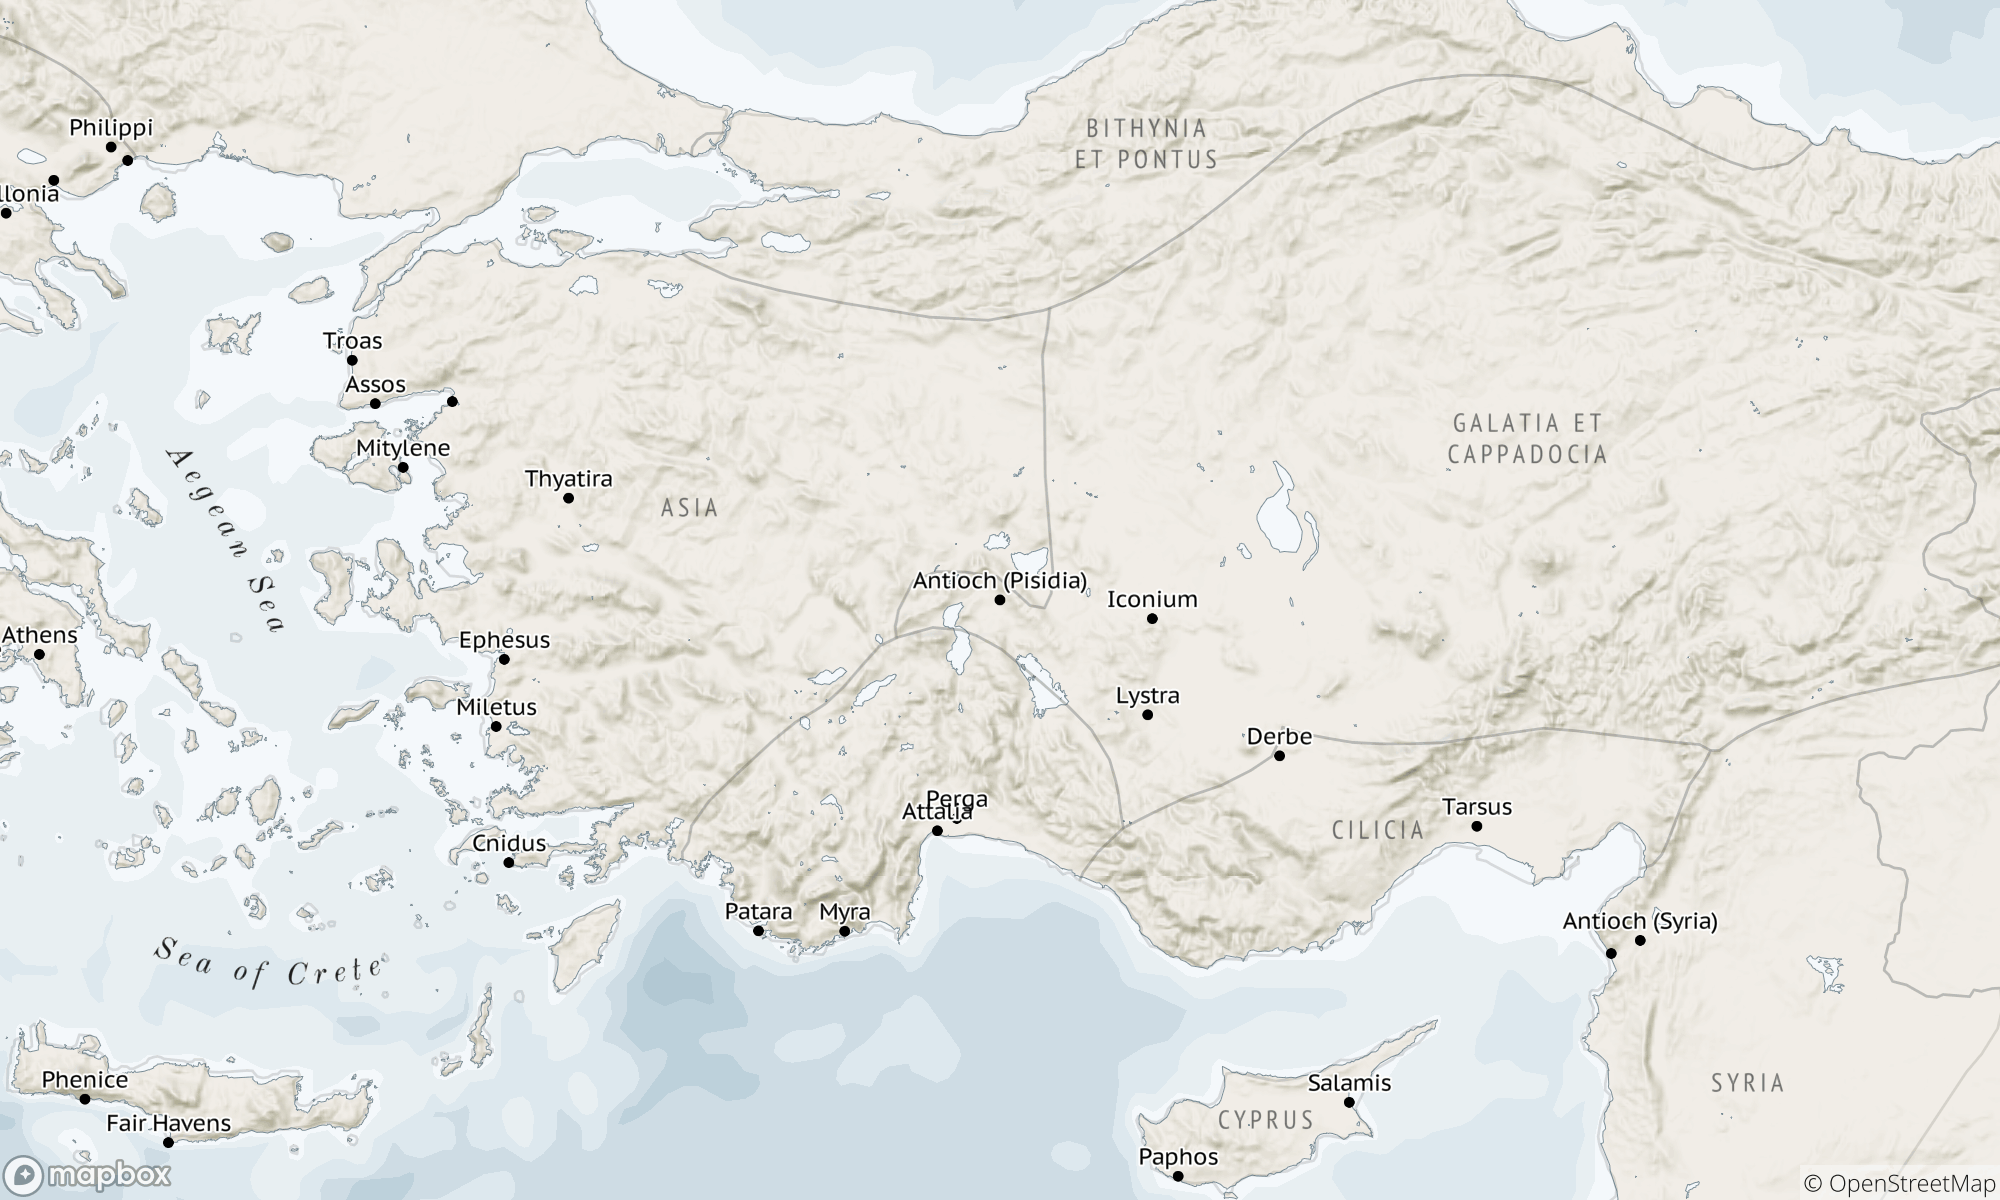 BITHYNIA
ET PONTUS
Philippi
llonia
Troas
Assos
GALATIA ET
CAPPADOCIA
Mitylene
Thyatira
ASIA
Aegean Sea
Antioch (Pisidia)
Iconium
Athens
Ephesus
Lystra
Miletus
Derbe
Perga
Attalia
Tarsus
CILICIA
Cnidus
Patara
Myra
Antioch (Syria)
Sea of Crete
Phenice
Salamis
SYRIA
CYPRUS
Fair Havens
Paphos
mapbox
© OpenStreetMap